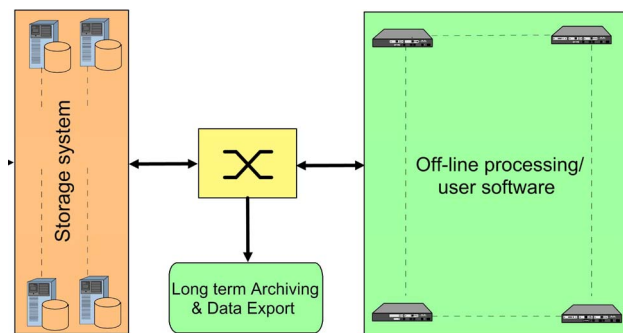 Storage system
Off-line processing/
user software
Long term Archiving
& Data Export